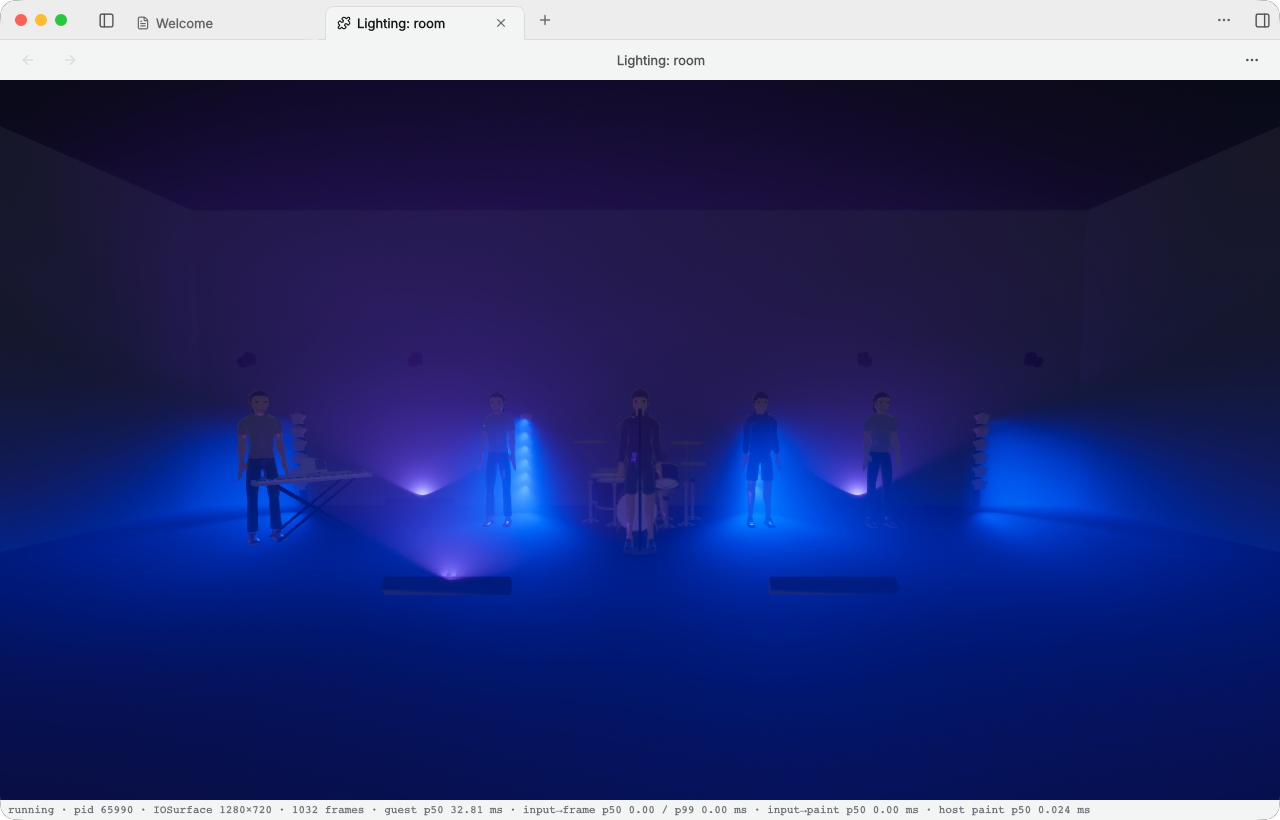 Welcome
Lighting: room
Lighting: room
running · pid 65990 · IOSurface 1280×720 · 1032 frames · guest p50 32.81 ms · input→frame p50 0.00 / p99 0.00 ms · input→paint p50 0.00 ms · host paint p50 0.024 ms